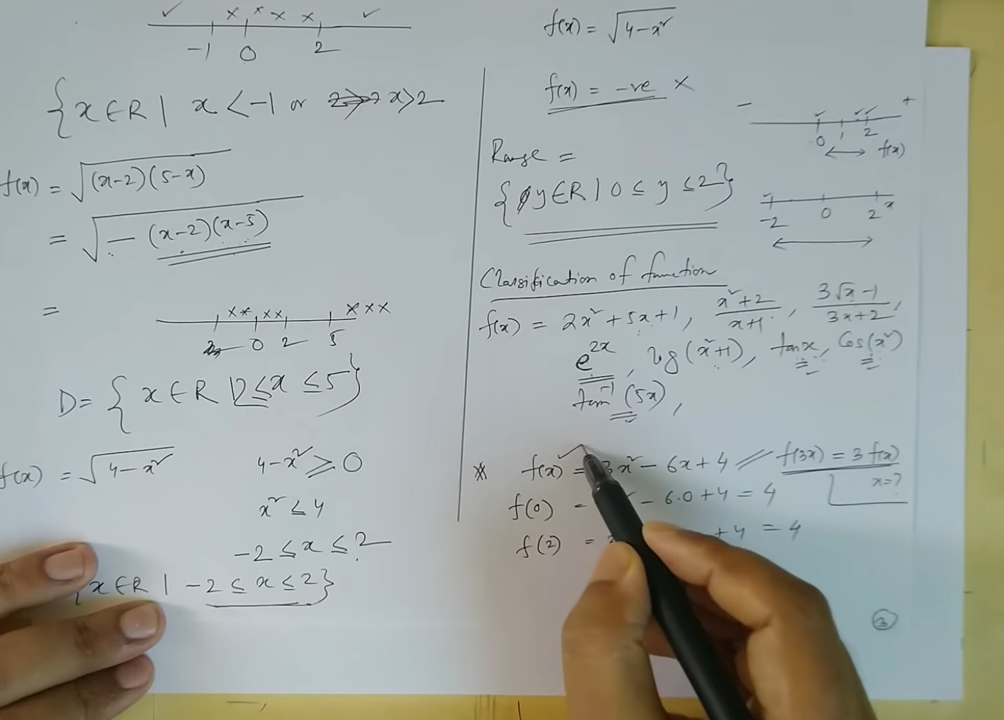 -1 0 2
{x ∈ R | x < -1 or x > 2
f(x) = √(x-2)(5-x)
= √-(x-2)(x-5)
=
0 2 5
D = {x ∈ R | 2 ≤ x ≤ 5}
f(x) = √4-x² 4-x² ≥ 0
x² ≤ 4
-2 ≤ x ≤ 2
{x ∈ R | -2 ≤ x ≤ 2}
f(x) = √4-x²
f(x) = -ve ×
- +
0 1 2
f(x)
Range =
{y ∈ R | 0 ≤ y ≤ 2}
-2 0 2 x
Classification of function
f(x) = 2x²+5x+1, x²+2/x+1, 3√x-1/3x+2,
e^2x, log(x²+1), tanx, Cos(x²)
tan⁻¹(5x),
* f(x) = 3x² - 6x + 4 // f(3x) = 3f(x)
x=?
f(0) = - 6.0 + 4 = 4
f(2) = +4 = 4
3